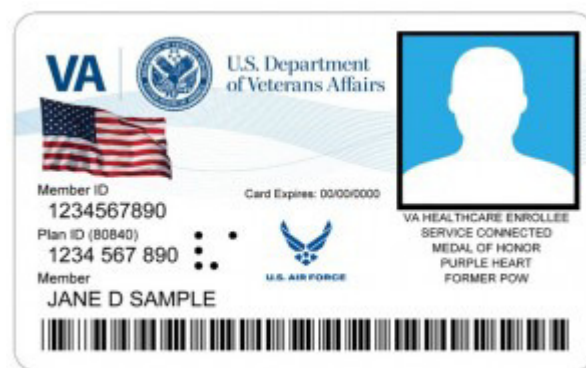 VA
U.S. Department
of Veterans Affairs
Member ID
1234567890
Card Expires: 00/00/0000
Plan ID (80840)
1234 567 890
Member
JANE D SAMPLE
U.S. AIR FORCE
VA HEALTHCARE ENROLLEE
SERVICE CONNECTED
MEDAL OF HONOR
PURPLE HEART
FORMER POW